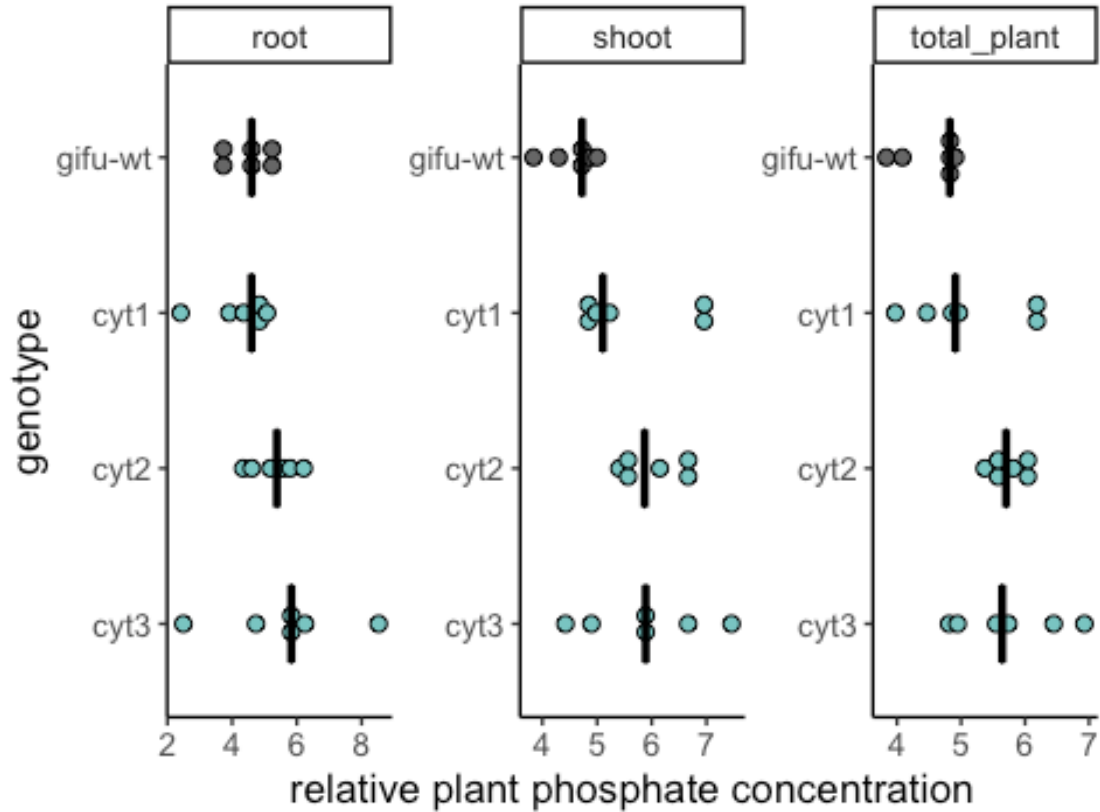 root shoot total_plant
gifu-wt gifu-wt gifu-wt
cyt1 cyt1 cyt1
genotype
cyt2 cyt2 cyt2
cyt3 cyt3 cyt3
2 4 6 8 4 5 6 7 4 5 6 7
relative plant phosphate concentration